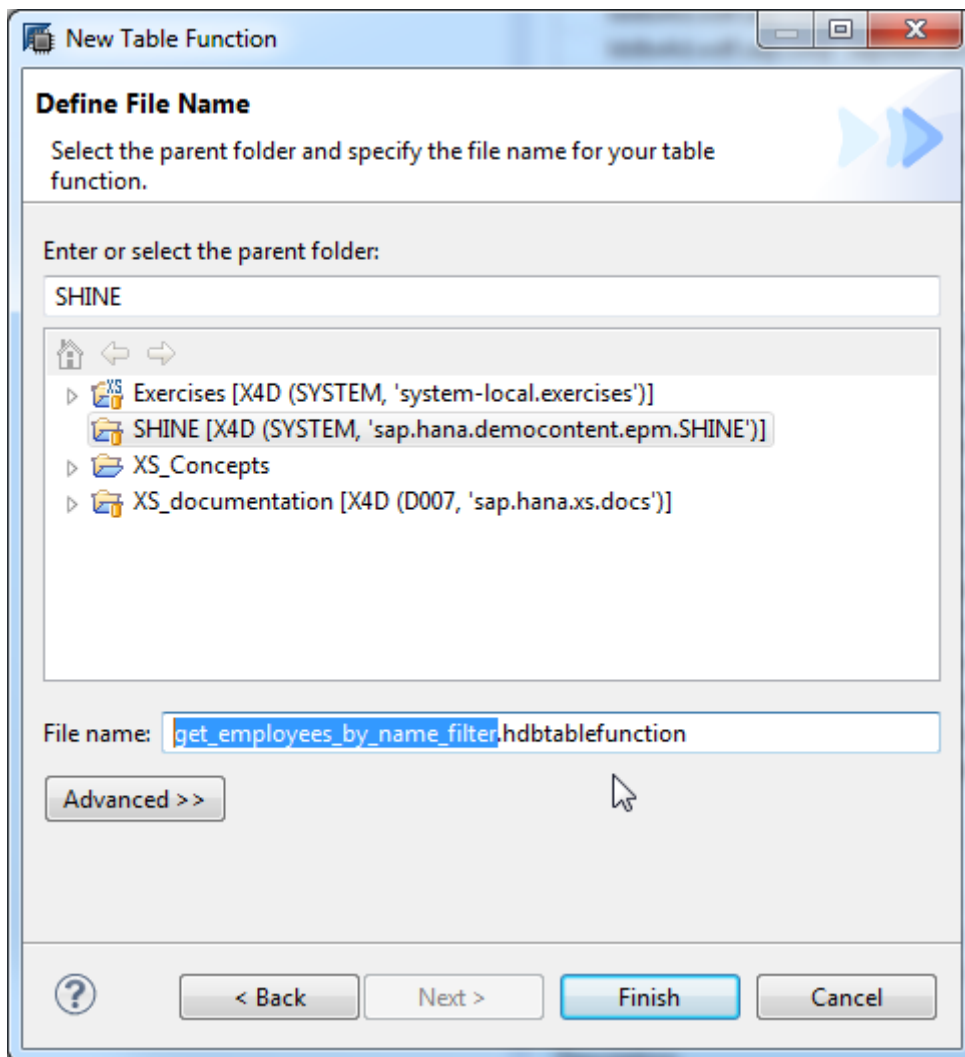 New Table Function
Define File Name
Select the parent folder and specify the file name for your table
function.
Enter or select the parent folder:
SHINE
Exercises [X4D (SYSTEM, 'system-local.exercises')]
SHINE [X4D (SYSTEM, 'sap.hana.democontent.epm.SHINE')]
XS_Concepts
XS_documentation [X4D (D007, 'sap.hana.xs.docs')]
File name: get_employees_by_name_filter.hdbtablefunction
Advanced >>
< Back Next > Finish Cancel